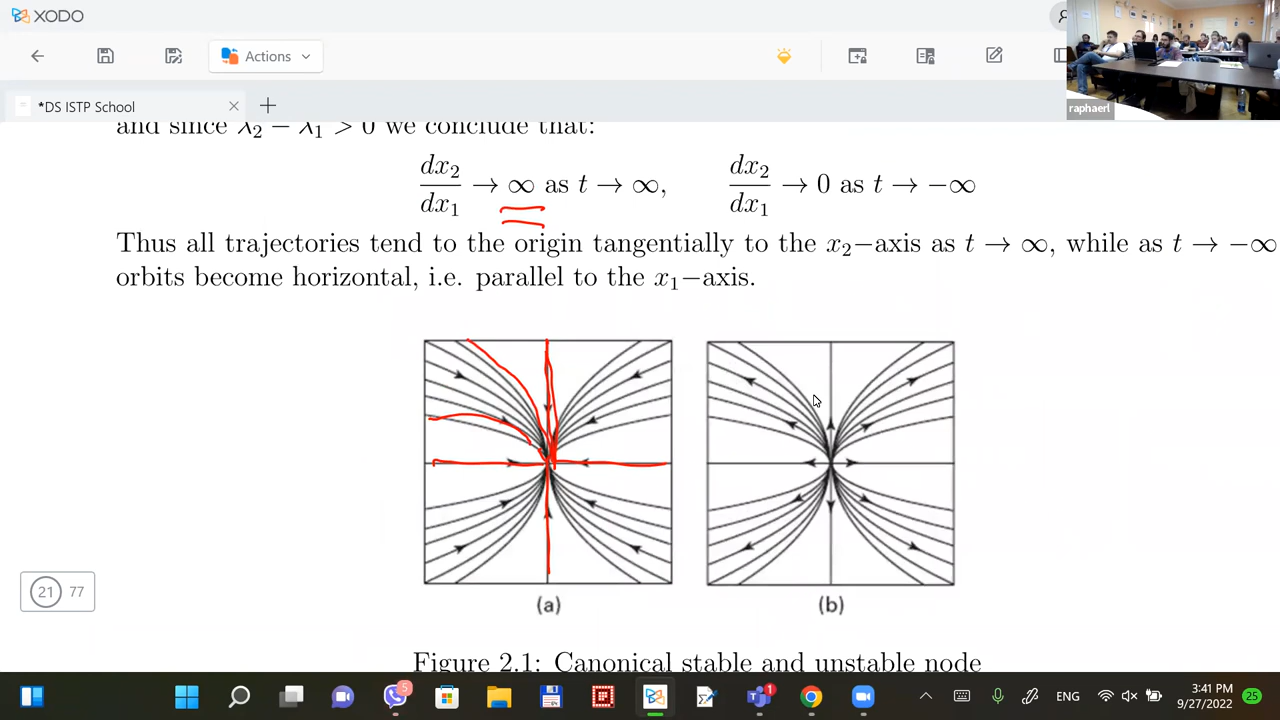 XODO
Actions
*DS ISTP School
raphaerl
and since λ₂ − λ₁ > 0 we conclude that:
dx₂/dx₁ → ∞ as t → ∞, dx₂/dx₁ → 0 as t → −∞
Thus all trajectories tend to the origin tangentially to the x₂−axis as t → ∞, while as t → −∞
orbits become horizontal, i.e. parallel to the x₁−axis.
(a) (b)
21 77
Figure 2.1: Canonical stable and unstable node
5
1
ENG
3:41 PM
9/27/2022
25